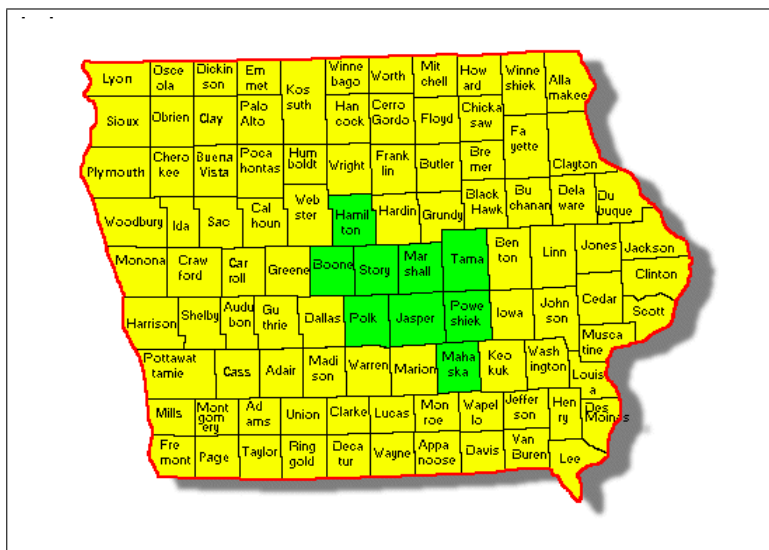 Lyon
Osce
ola
Dickin
son
Em
met
Kos
suth
Winne
bago
Worth
Mit
chell
How
ard
Winne
shiek
Alla
makee
Sioux
Obrien
Clay
Palo
Alto
Han
cock
Cerro
Gordo
Floyd
Chicka
saw
Fa
yette
Clayton
Plymouth
Chero
kee
Buena
Vista
Poca
hontas
Hum
boldt
Wright
Frank
lin
Butler
Bre
mer
Woodbury
Ida
Sac
Cal
houn
Web
ster
Hamil
ton
Hardin
Grundy
Black
Hawk
Bu
chanan
Dela
ware
Du
buque
Monona
Craw
ford
Car
roll
Greene
Boone
Story
Mar
shall
Tama
Ben
ton
Linn
Jones
Jackson
Clinton
Harrison
Shelby
Audu
bon
Gu
thrie
Dallas
Polk
Jasper
Powe
shiek
Iowa
John
son
Cedar
Scott
Musca
tine
Pottawat
tamie
Cass
Adair
Madi
son
Warren
Marion
Maha
ska
Keo
kuk
Wash
ington
Louis
a
Mills
Mont
gom
ery
Ad
ams
Union
Clarke
Lucas
Mon
roe
Wapel
lo
Jeffer
son
Hen
ry
Des
Moines
Fre
mont
Page
Taylor
Ring
gold
Deca
tur
Wayne
Appa
noose
Davis
Van
Buren
Lee